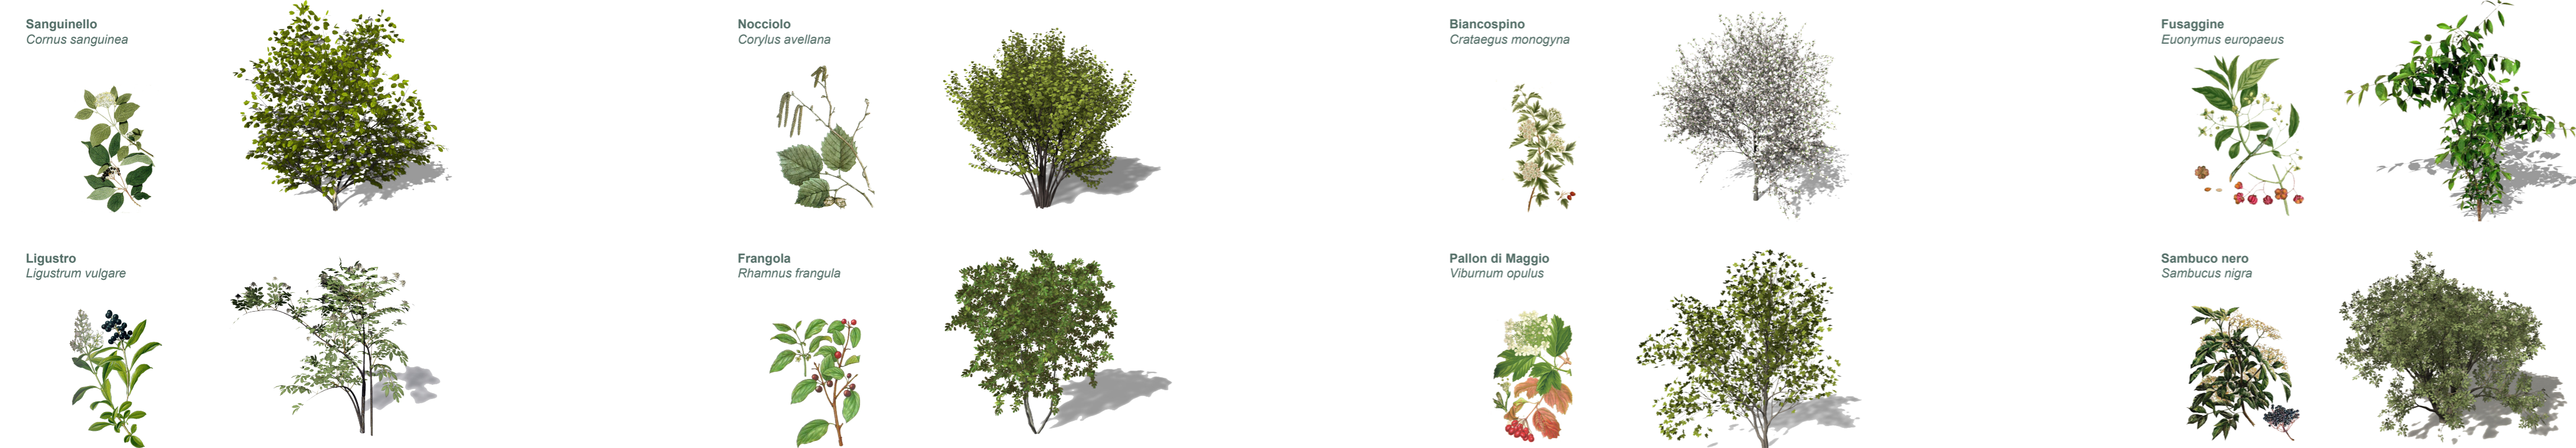 Sanguinello
Cornus sanguinea
Nocciolo
Corylus avellana
Biancospino
Crataegus monogyna
Fusaggine
Euonymus europaeus
Ligustro
Ligustrum vulgare
Frangola
Rhamnus frangula
Pallon di Maggio
Viburnum opulus
Sambuco nero
Sambucus nigra